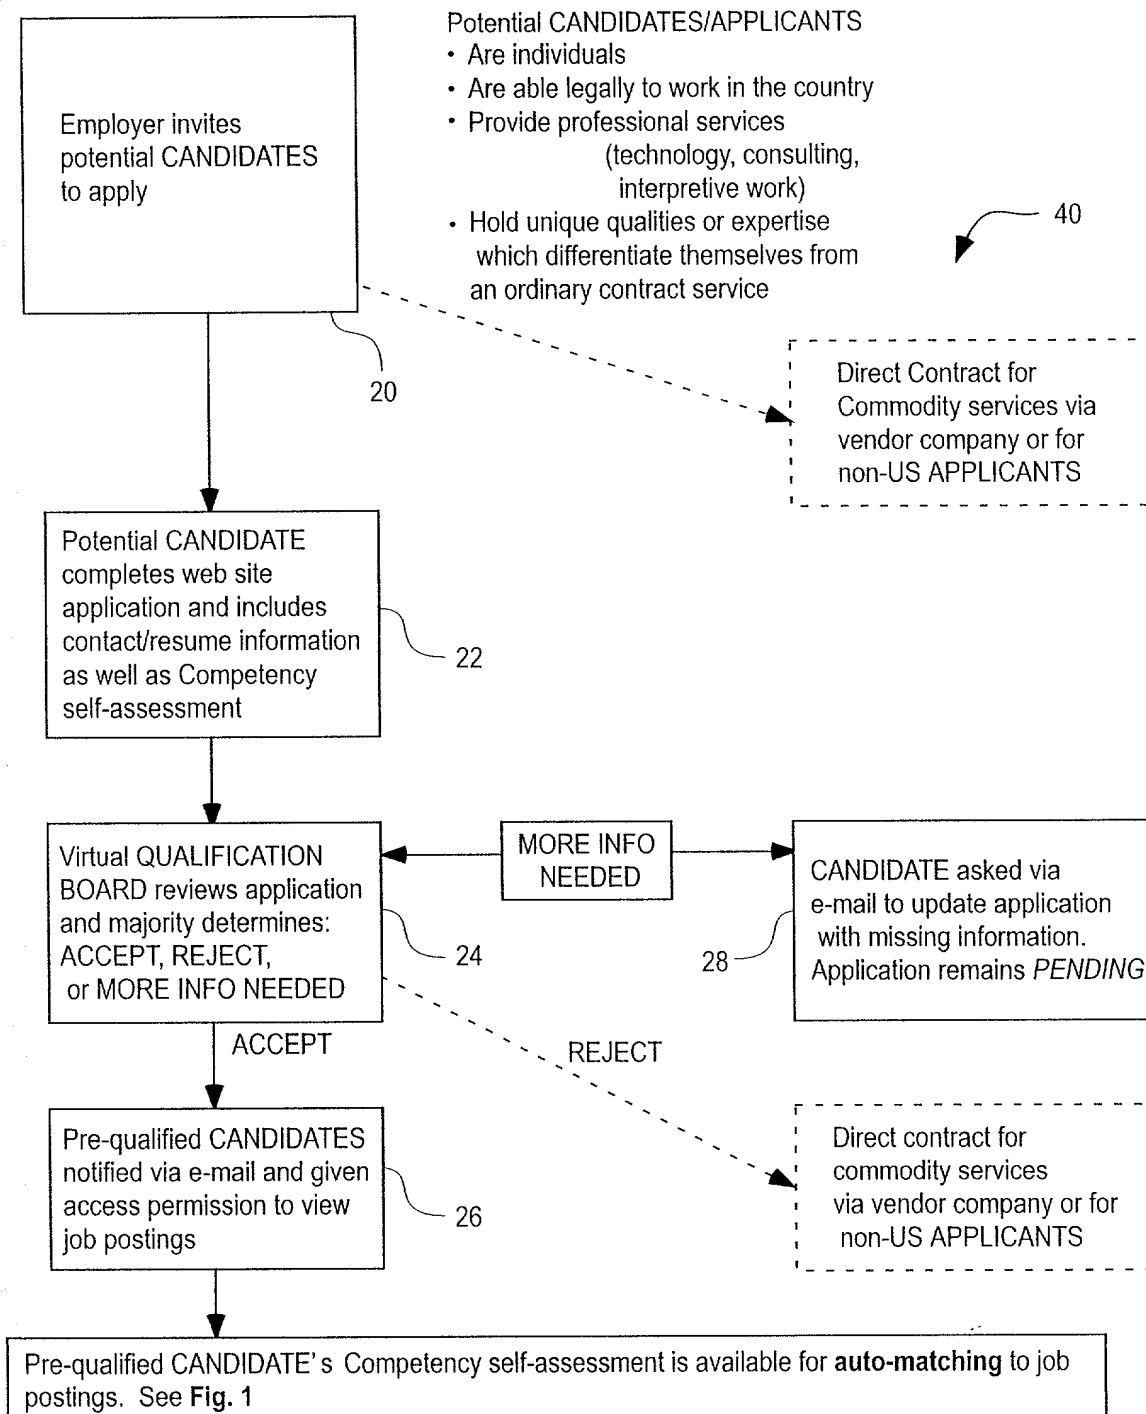 Potential CANDIDATES/APPLICANTS
• Are individuals
• Are able legally to work in the country
• Provide professional services
(technology, consulting,
interpretive work)
• Hold unique qualities or expertise
which differentiate themselves from
an ordinary contract service
40
Employer invites
potential CANDIDATES
to apply
20
Direct Contract for
Commodity services via
vendor company or for
non-US APPLICANTS
Potential CANDIDATE
completes web site
application and includes
contact/resume information
as well as Competency
self-assessment
22
Virtual QUALIFICATION
BOARD reviews application
and majority determines:
ACCEPT, REJECT,
or MORE INFO NEEDED
24
MORE INFO
NEEDED
CANDIDATE asked via
e-mail to update application
with missing information.
Application remains PENDING
28
ACCEPT
REJECT
Pre-qualified CANDIDATES
notified via e-mail and given
access permission to view
job postings
26
Direct contract for
commodity services
via vendor company or for
non-US APPLICANTS
Pre-qualified CANDIDATE's Competency self-assessment is available for auto-matching to job
postings. See Fig. 1